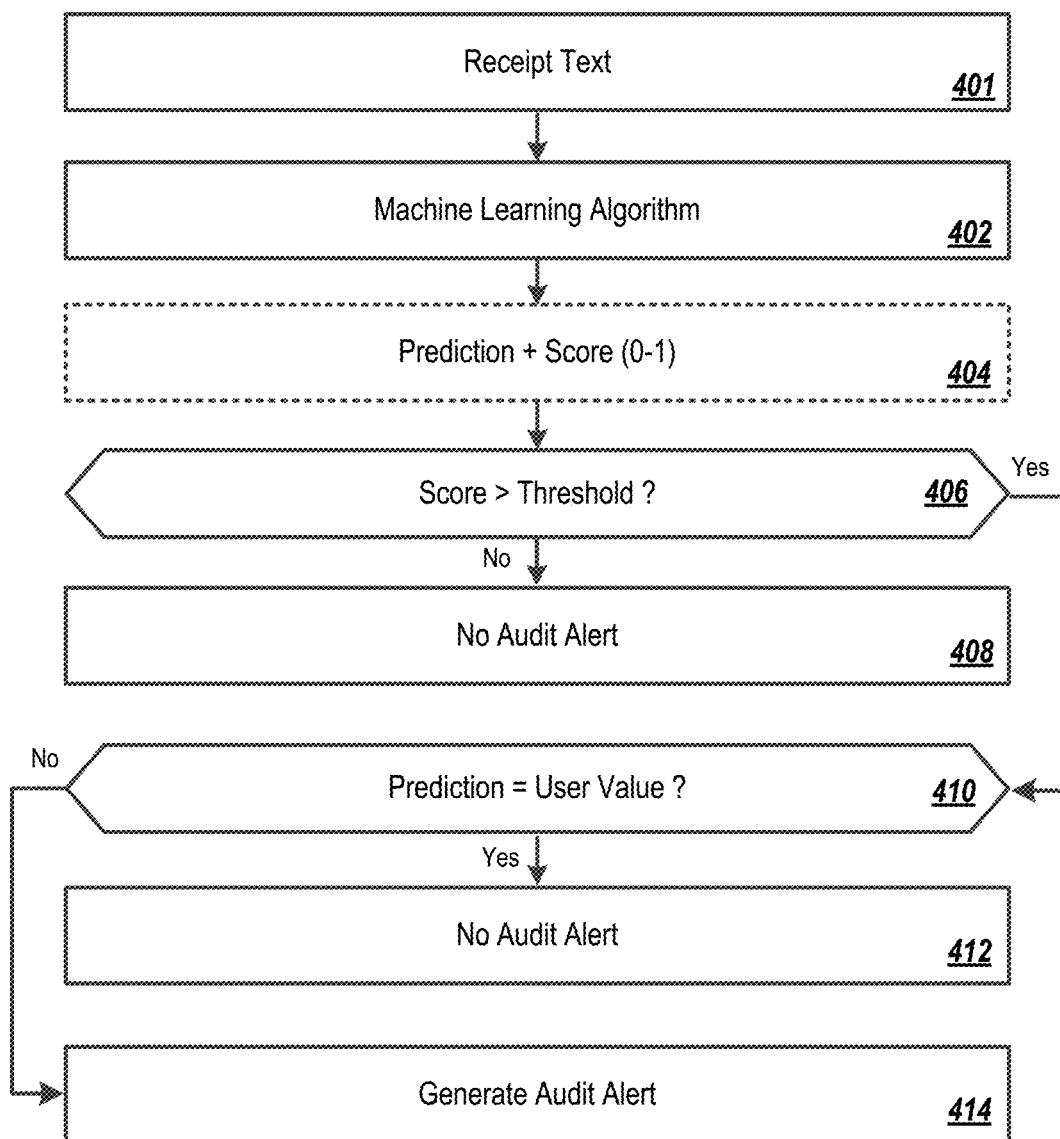 Receipt Text
401
Machine Learning Algorithm
402
Prediction + Score (0-1)
404
Score > Threshold ?
406
Yes
No
No Audit Alert
408
No
Prediction = User Value ?
410
Yes
No Audit Alert
412
Generate Audit Alert
414